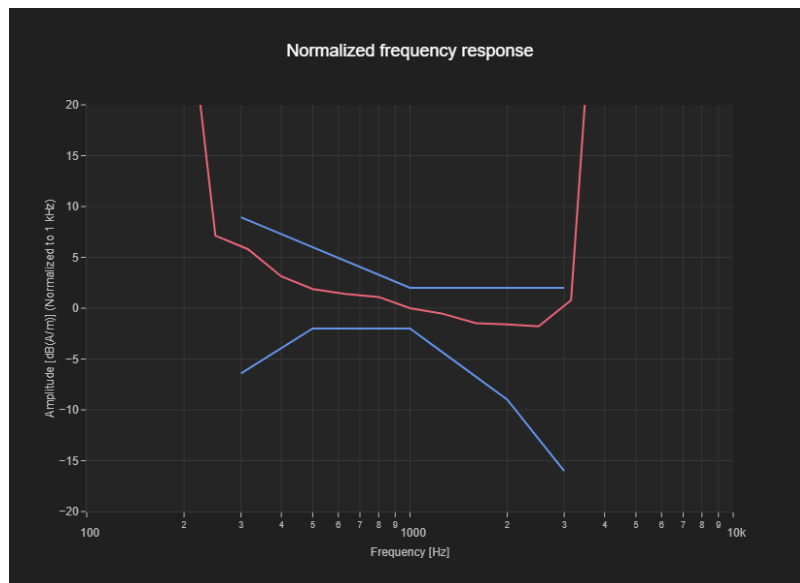 Normalized frequency response
Amplitude [dB(A/m)] (Normalized to 1 kHz)
20
15
10
5
0
−5
−10
−15
−20
100 2 3 4 5 6 7 8 9 1000 2 3 4 5 6 7 8 9 10k
Frequency [Hz]